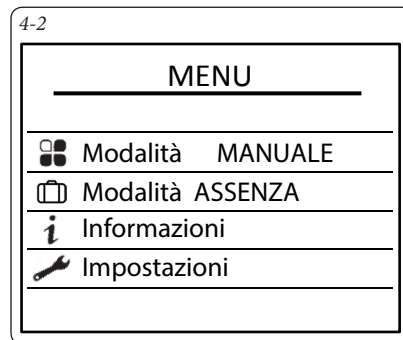 4-2
MENU
Modalità MANUALE
Modalità ASSENZA
Informazioni
Impostazioni